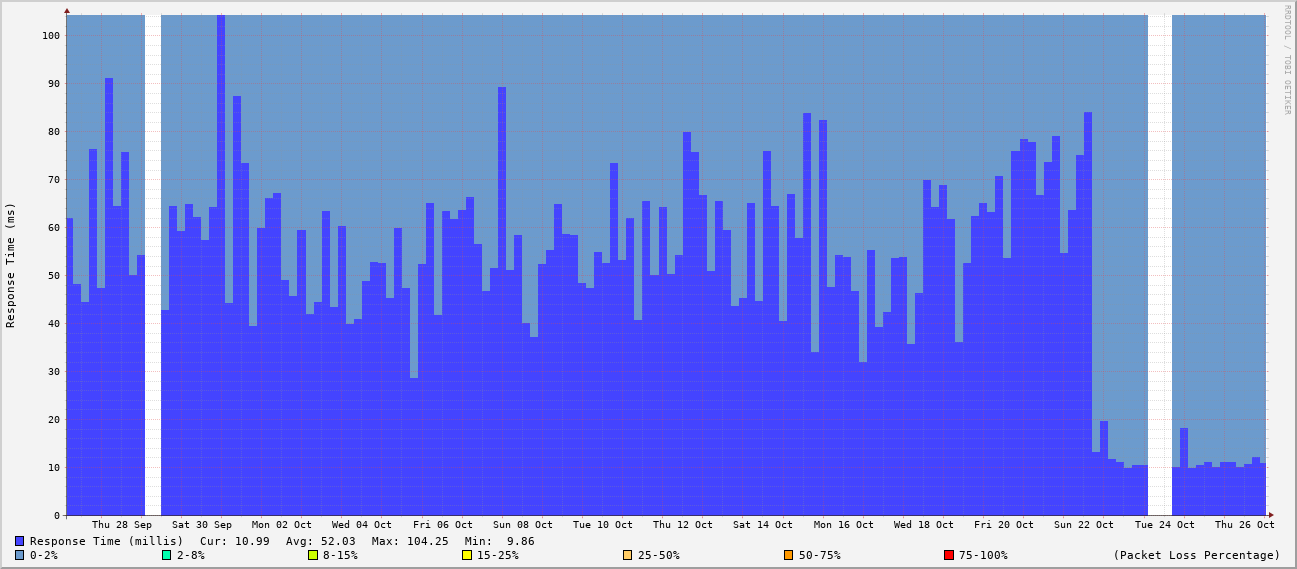 RRDTOOL / TOBI OETIKER
Response Time (ms)
100
90
80
70
60
50
40
30
20
10
0
Thu 28 Sep Sat 30 Sep Mon 02 Oct Wed 04 Oct Fri 06 Oct Sun 08 Oct Tue 10 Oct Thu 12 Oct Sat 14 Oct Mon 16 Oct Wed 18 Oct Fri 20 Oct Sun 22 Oct Tue 24 Oct Thu 26 Oct
Response Time (millis) Cur: 10.99 Avg: 52.03 Max: 104.25 Min: 9.86
0-2% 2-8% 8-15% 15-25% 25-50% 50-75% 75-100% (Packet Loss Percentage)